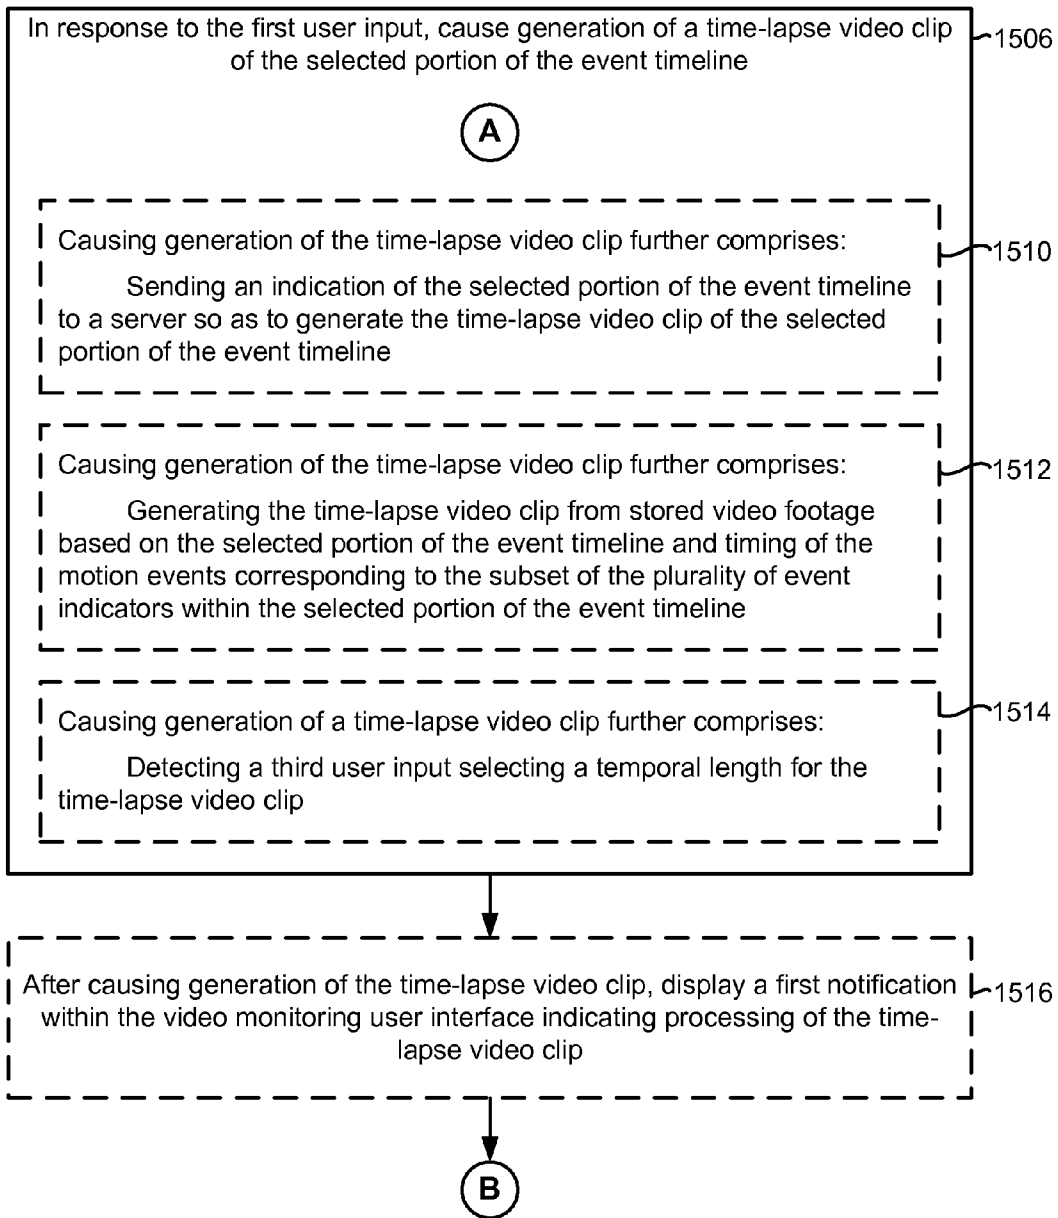 In response to the first user input, cause generation of a time-lapse video clip
of the selected portion of the event timeline
1506
A
Causing generation of the time-lapse video clip further comprises:
1510
Sending an indication of the selected portion of the event timeline
to a server so as to generate the time-lapse video clip of the selected
portion of the event timeline
Causing generation of the time-lapse video clip further comprises:
1512
Generating the time-lapse video clip from stored video footage
based on the selected portion of the event timeline and timing of the
motion events corresponding to the subset of the plurality of event
indicators within the selected portion of the event timeline
Causing generation of a time-lapse video clip further comprises:
1514
Detecting a third user input selecting a temporal length for the
time-lapse video clip
After causing generation of the time-lapse video clip, display a first notification
1516
within the video monitoring user interface indicating processing of the time-
lapse video clip
B